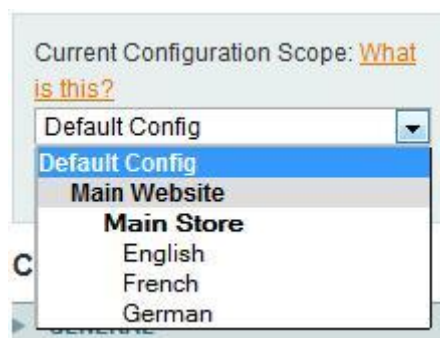 Current Configuration Scope: What
is this?
Default Config
Default Config
Main Website
Main Store
English
French
German
C